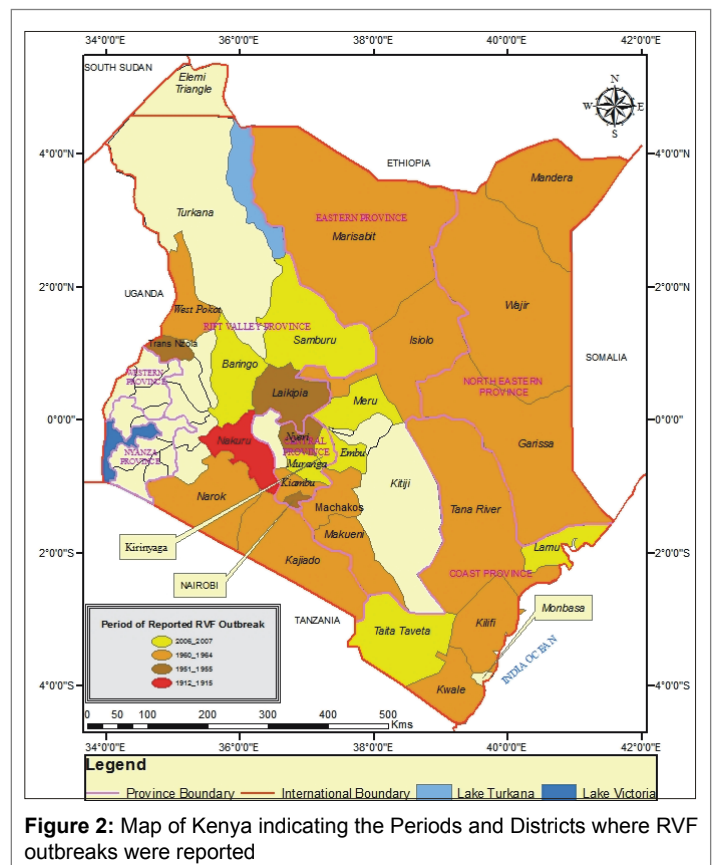 34°0'0"E 36°0'0"E 38°0'0"E 40°0'0"E 42°0'0"E
SOUTH SUDAN
Elemi
Triangle
N
W E
S
4°0'0"N 4°0'0"N
ETHIOPIA
Mandera
Turkana
EASTERN PROVINCE
Marisabit
2°0'0"N 2°0'0"N
UGANDA
West Pokot
Wajir
RIFT VALLEY PROVINCE
Trans Nzoia
Samburu
Isiolo
SOMALIA
Baringo
WESTERN
PROVINCE
Laikipia
Meru
NORTH EASTERN
PROVINCE
0°0'0"N 0°0'0"N
Nakuru
Nyeri
CENTRAL
PROVINCE
Embu
Garissa
NYANZA
PROVINCE
Muranga
Kiambu
Kitiji
Narok
Machakos
Tana River
Kirinyaga
Makueni
2°0'0"S 2°0'0"S
Lamu
Kajiado
COAST PROVINCE
NAIROBI
Monbasa
TANZANIA
Taita Taveta
Kilifi
INDIA OCEAN
Kwale
4°0'0"S 4°0'0"S
Period of Reported RVF Outbreak
2006_2007
1960_1964
1951_1955
1912_1915
0 50 100 200 300 400 500
Kms
34°0'0"E 36°0'0"E 38°0'0"E 40°0'0"E 42°0'0"E
Legend
Province Boundary International Boundary Lake Turkana Lake Victoria
Figure 2: Map of Kenya indicating the Periods and Districts where RVF
outbreaks were reported